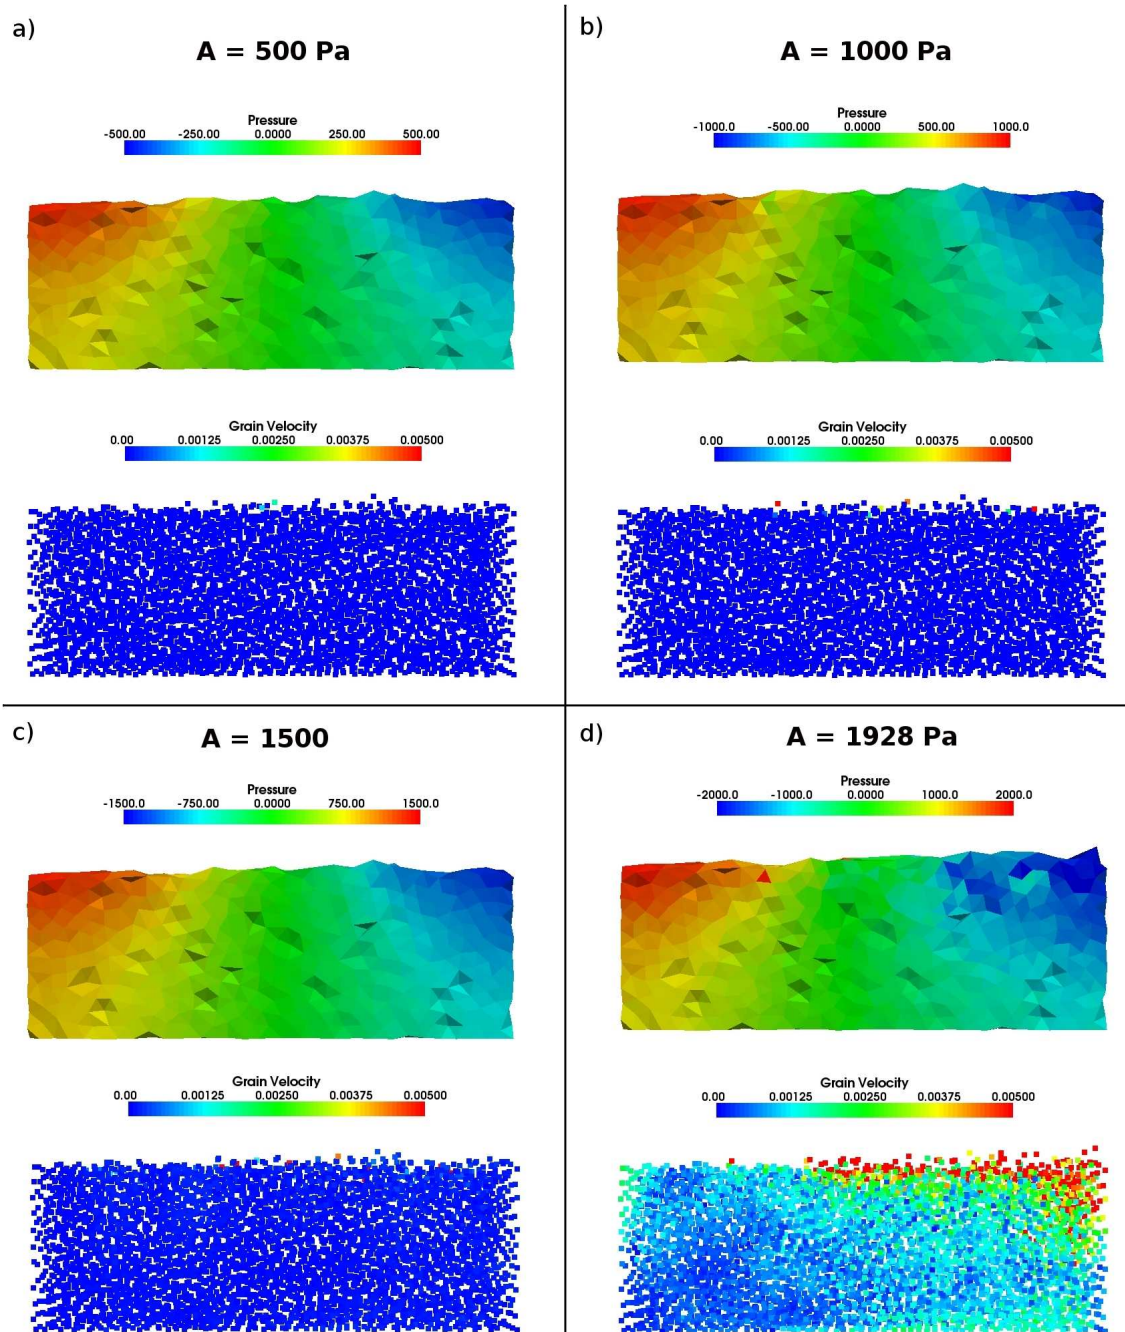 a)
A = 500 Pa
Pressure
-500.00 -250.00 0.0000 250.00 500.00
Grain Velocity
0.00 0.00125 0.00250 0.00375 0.00500
b)
A = 1000 Pa
Pressure
-1000.0 -500.00 0.0000 500.00 1000.0
Grain Velocity
0.00 0.00125 0.00250 0.00375 0.00500
c)
A = 1500
Pressure
-1500.0 -750.00 0.0000 750.00 1500.0
Grain Velocity
0.00 0.00125 0.00250 0.00375 0.00500
d)
A = 1928 Pa
Pressure
-2000.0 -1000.0 0.0000 1000.0 2000.0
Grain Velocity
0.00 0.00125 0.00250 0.00375 0.00500